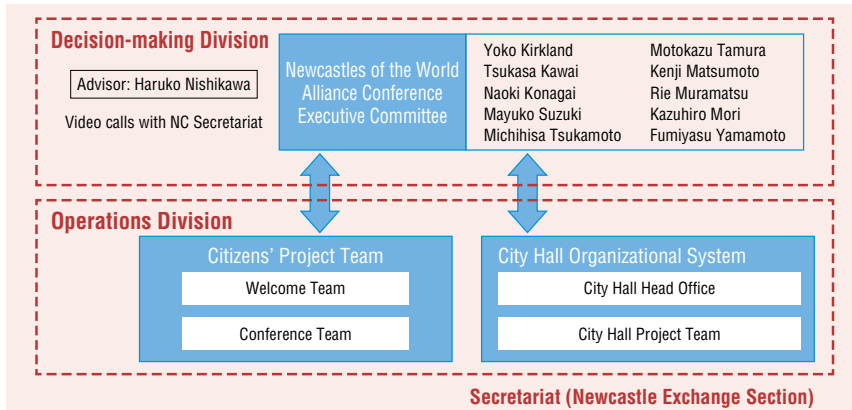 Decision-making Division
Advisor: Haruko Nishikawa
Video calls with NC Secretariat
Newcastles of the World
Alliance Conference
Executive Committee
Yoko Kirkland
Tsukasa Kawai
Naoki Konagai
Mayuko Suzuki
Michihisa Tsukamoto
Motokazu Tamura
Kenji Matsumoto
Rie Muramatsu
Kazuhiro Mori
Fumiyasu Yamamoto
Operations Division
Citizens' Project Team
Welcome Team
Conference Team
City Hall Organizational System
City Hall Head Office
City Hall Project Team
Secretariat (Newcastle Exchange Section)